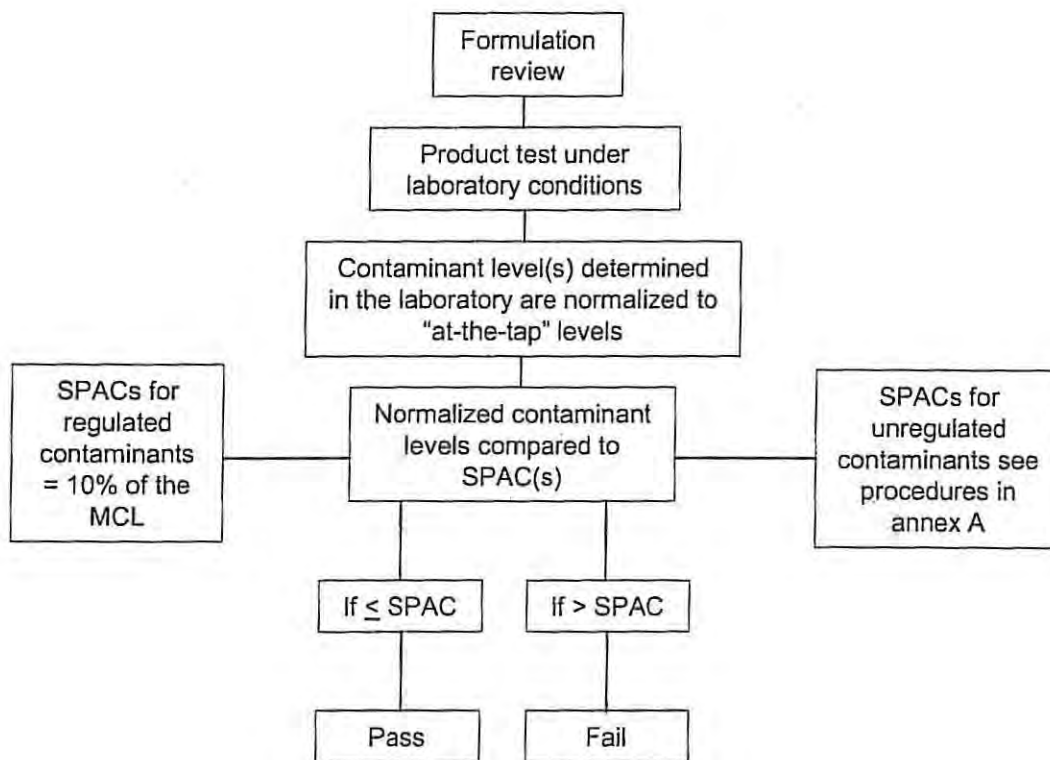 Formulation
review
Product test under
laboratory conditions
Contaminant level(s) determined
in the laboratory are normalized to
“at-the-tap” levels
SPACs for
regulated
contaminants
= 10% of the
MCL
Normalized contaminant
levels compared to
SPAC(s)
SPACs for
unregulated
contaminants see
procedures in
annex A
If ≤ SPAC
If > SPAC
Pass
Fail